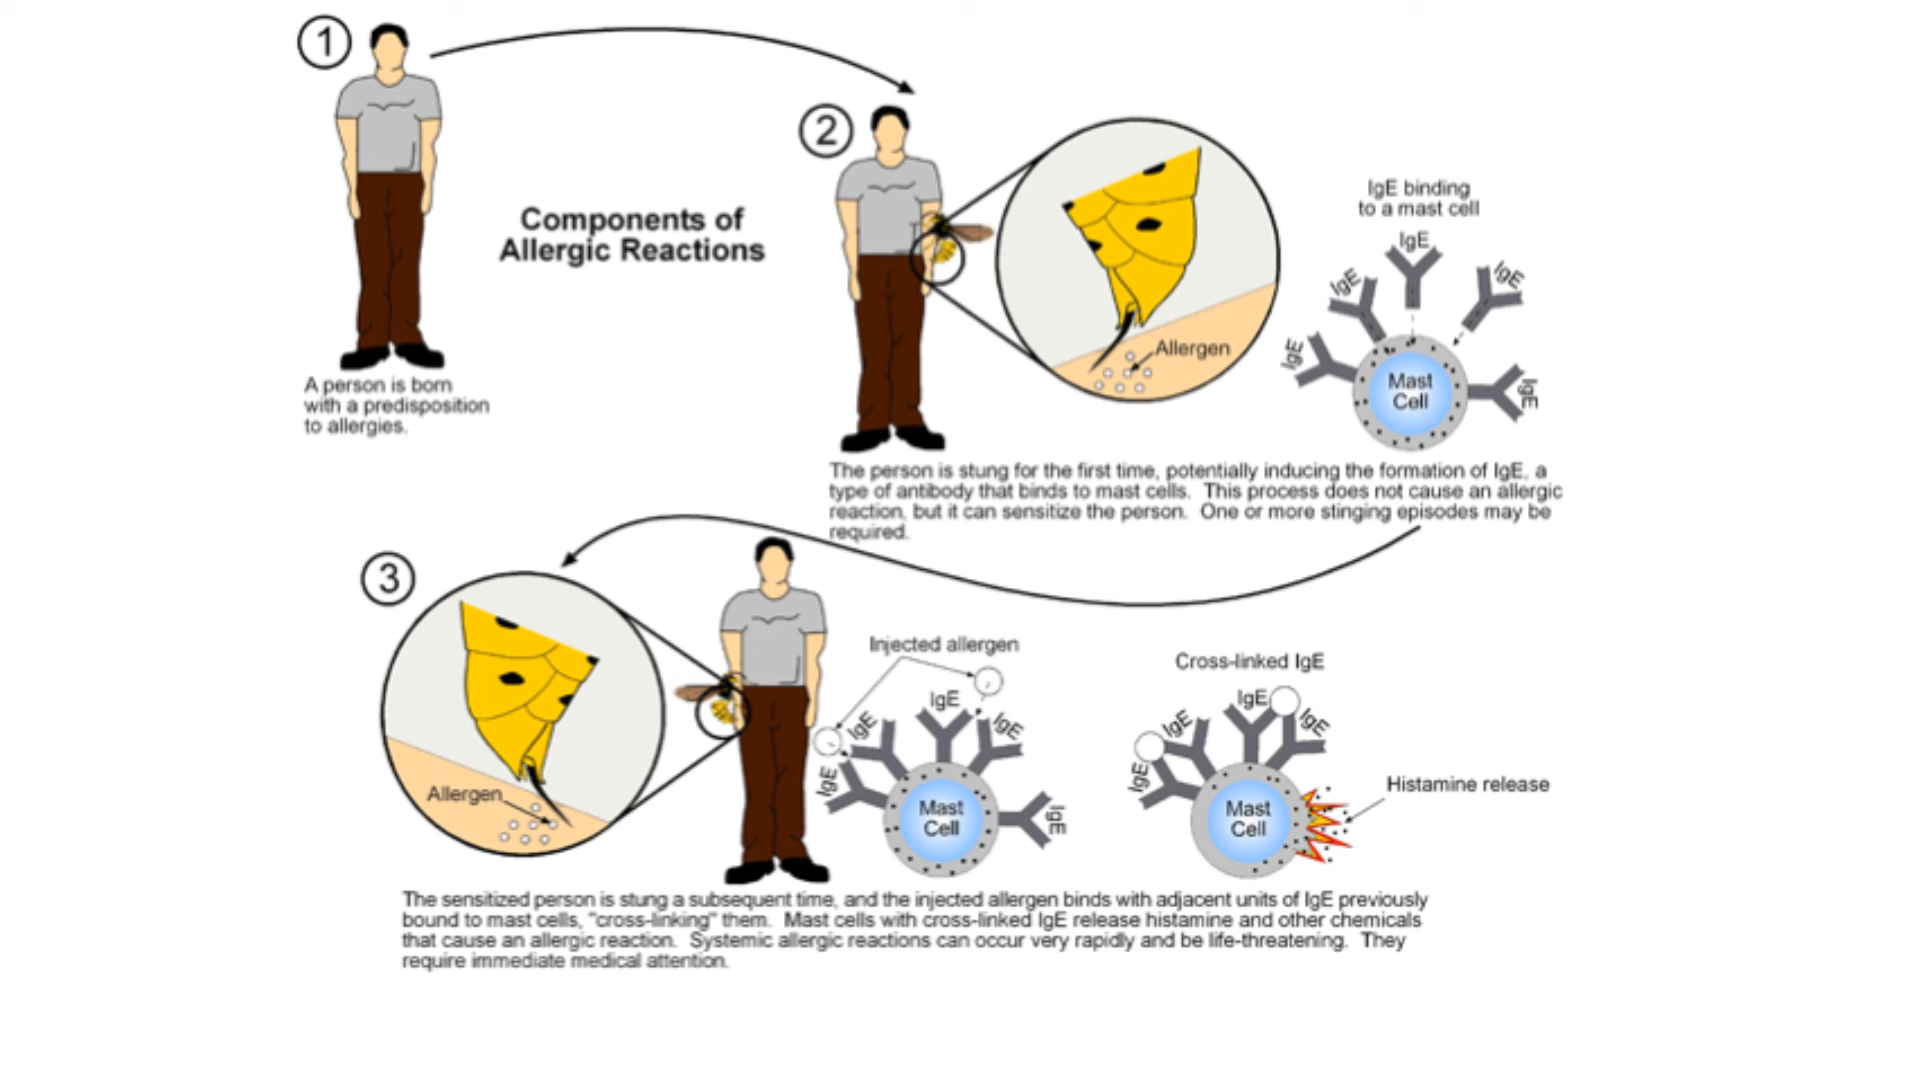 1
A person is born
with a predisposition
to allergies.
Components of
Allergic Reactions
2
Allergen
IgE binding
to a mast cell
IgE
IgE
IgE
IgE
IgE
Mast
Cell
The person is stung for the first time, potentially inducing the formation of IgE, a
type of antibody that binds to mast cells. This process does not cause an allergic
reaction, but it can sensitize the person. One or more stinging episodes may be
required.
3
Allergen
Injected allergen
IgE
IgE
IgE
IgE
IgE
Mast
Cell
Cross-linked IgE
IgE
IgE
IgE
IgE
Mast
Cell
Histamine release
The sensitized person is stung a subsequent time, and the injected allergen binds with adjacent units of IgE previously
bound to mast cells, "cross-linking" them. Mast cells with cross-linked IgE release histamine and other chemicals
that cause an allergic reaction. Systemic allergic reactions can occur very rapidly and be life-threatening. They
require immediate medical attention.